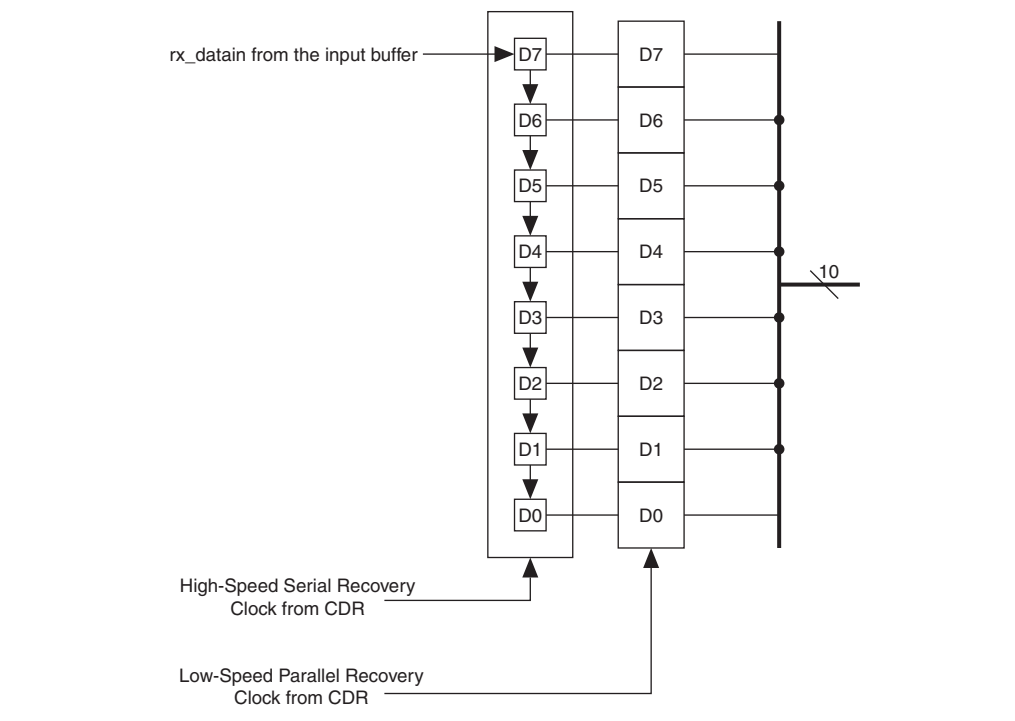 rx_datain from the input buffer
D7
D7
D6
D6
D5
D5
D4
D4
10
D3
D3
D2
D2
D1
D1
D0
D0
High-Speed Serial Recovery
Clock from CDR
Low-Speed Parallel Recovery
Clock from CDR